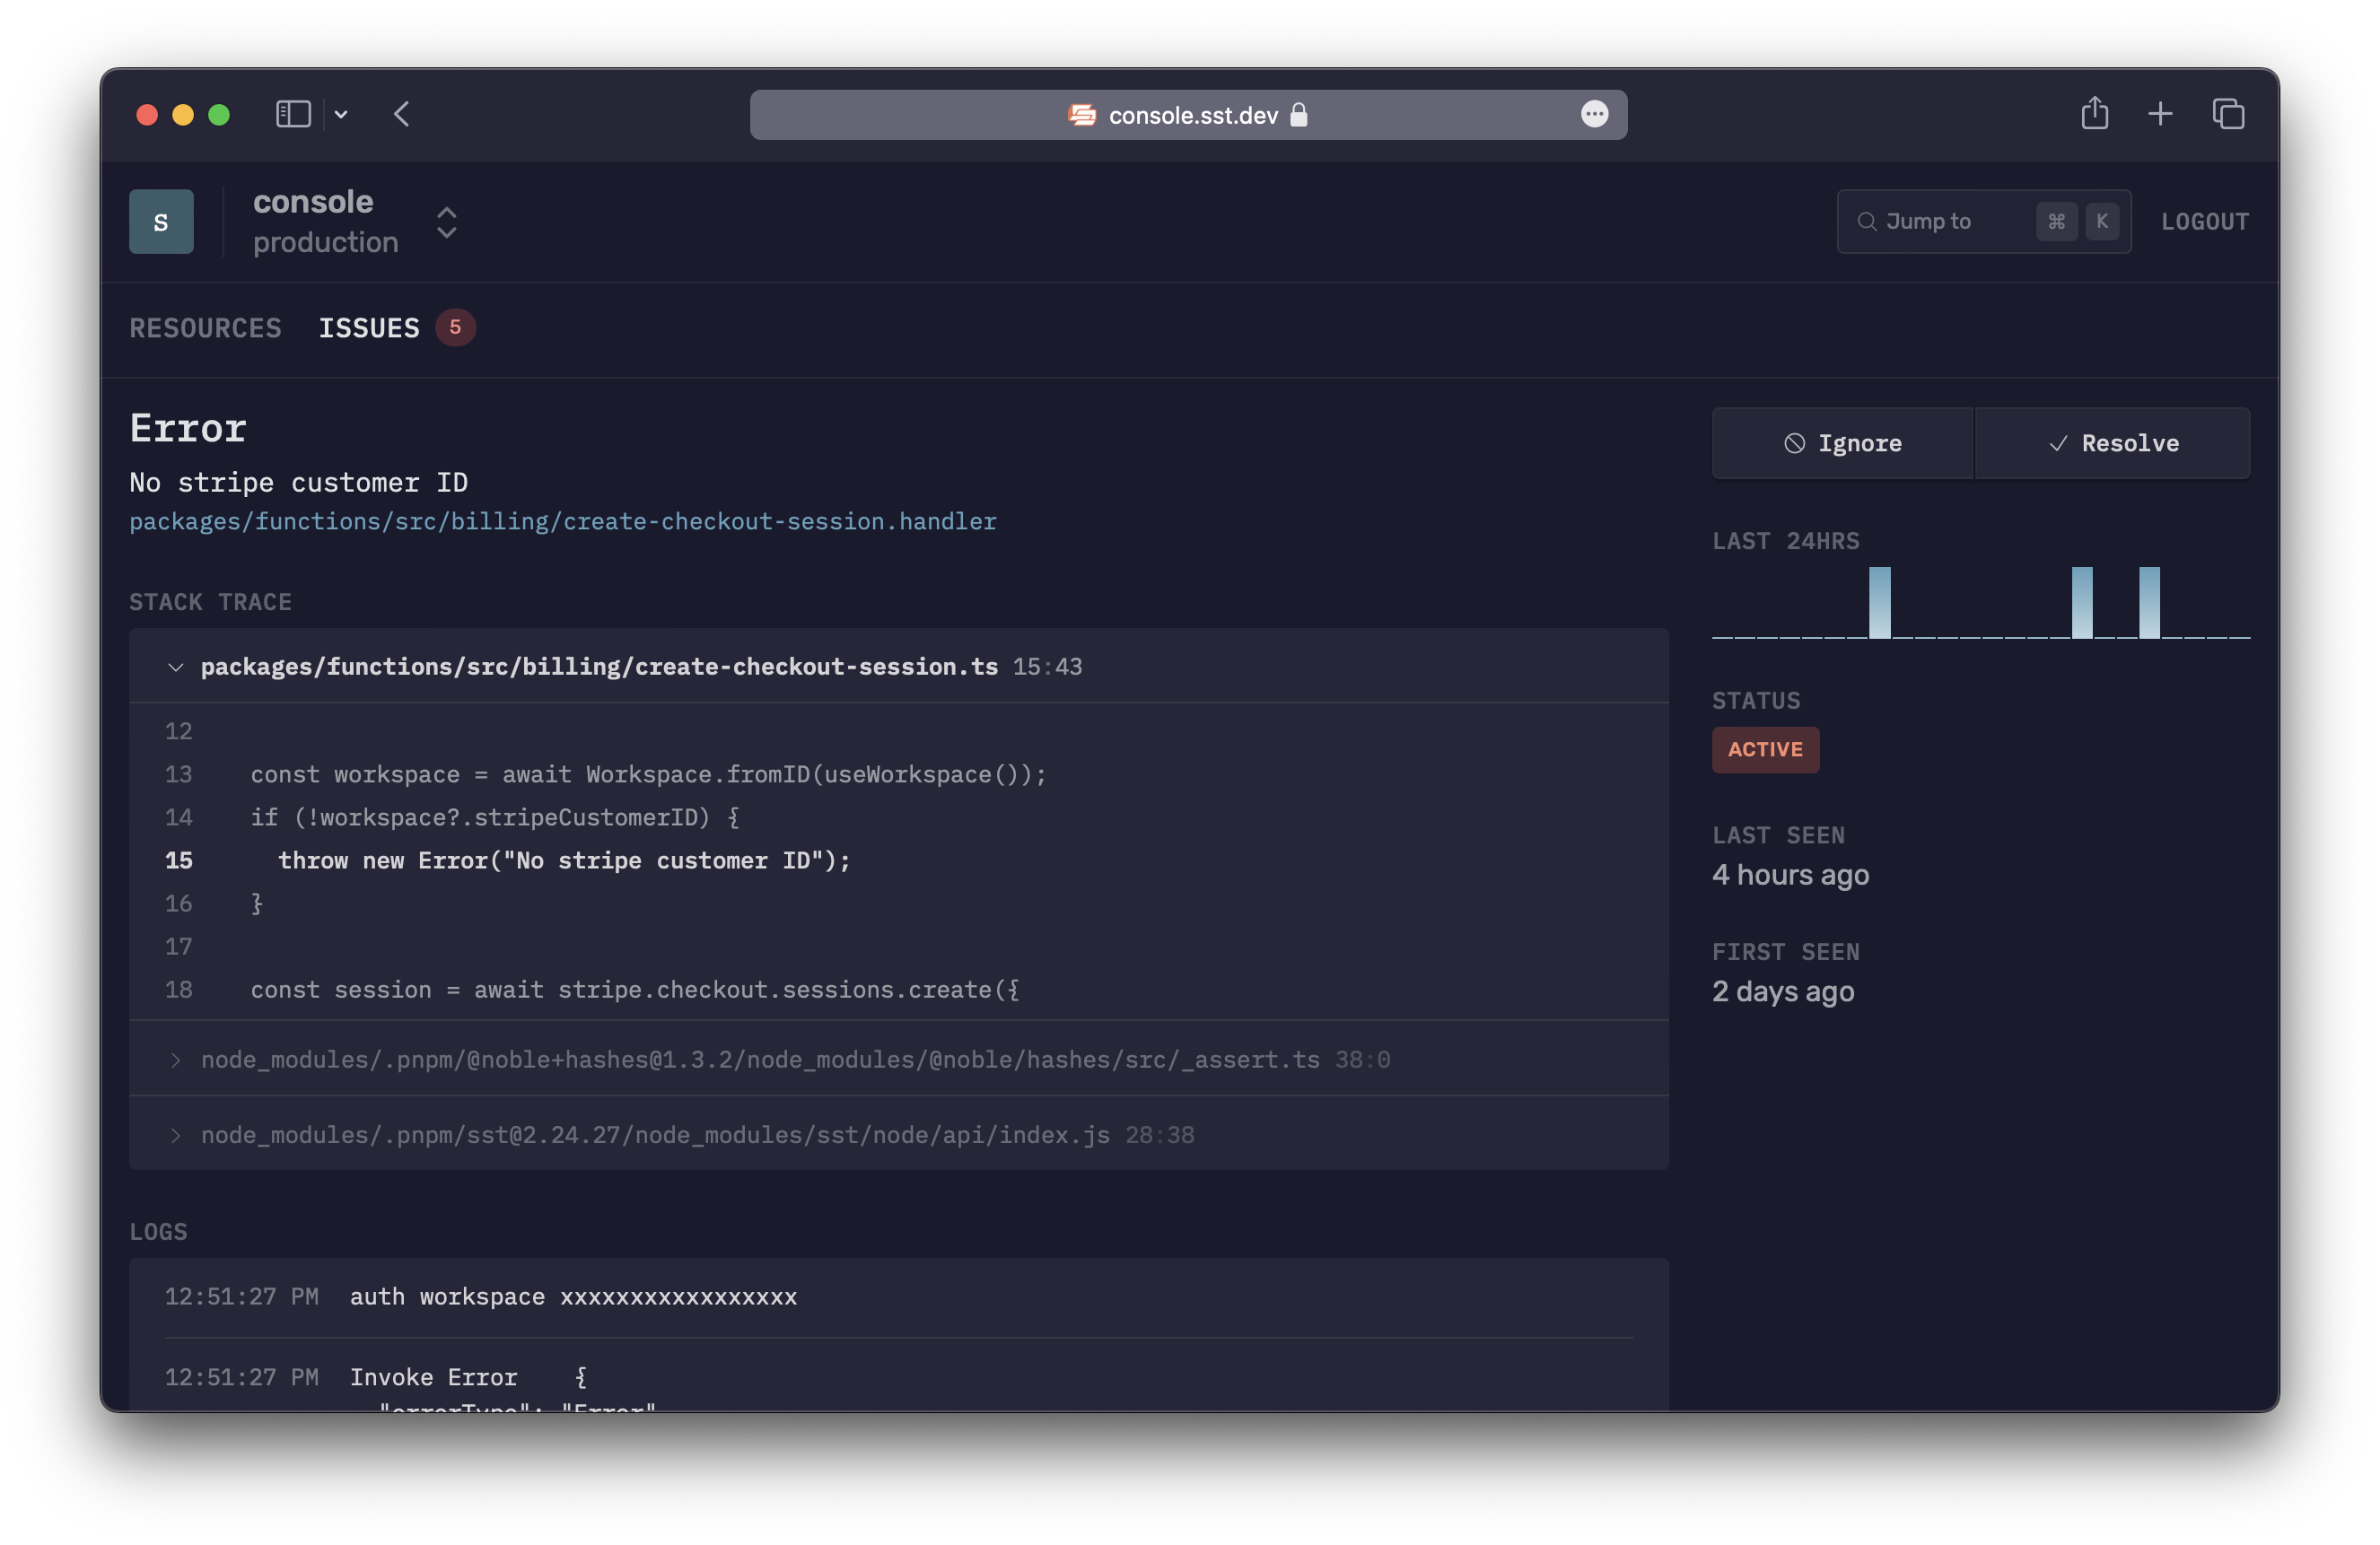 console.sst.dev
S
console
production
Jump to ⌘ K
LOGOUT
RESOURCES ISSUES 5
Error
No stripe customer ID
packages/functions/src/billing/create-checkout-session.handler
Ignore
Resolve
LAST 24HRS
STATUS
ACTIVE
LAST SEEN
4 hours ago
FIRST SEEN
2 days ago
STACK TRACE
packages/functions/src/billing/create-checkout-session.ts 15:43
12
13 const workspace = await Workspace.fromID(useWorkspace());
14 if (!workspace?.stripeCustomerID) {
15 throw new Error("No stripe customer ID");
16 }
17
18 const session = await stripe.checkout.sessions.create({
node_modules/.pnpm/@noble+hashes@1.3.2/node_modules/@noble/hashes/src/_assert.ts 38:0
node_modules/.pnpm/sst@2.24.27/node_modules/sst/node/api/index.js 28:38
LOGS
12:51:27 PM auth workspace xxxxxxxxxxxxxxxxx
12:51:27 PM Invoke Error {
"errorType": "Error"